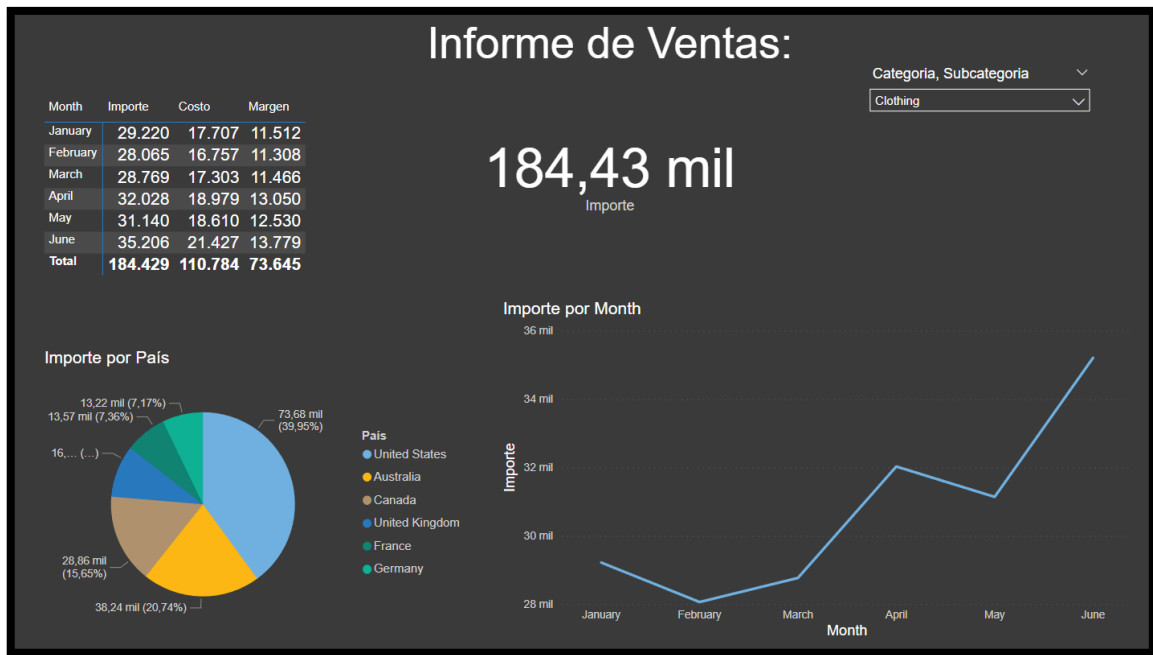 Informe de Ventas:
Categoria, Subcategoria
Clothing
Month Importe Costo Margen
January 29.220 17.707 11.512
February 28.065 16.757 11.308
March 28.769 17.303 11.466
April 32.028 18.979 13.050
May 31.140 18.610 12.530
June 35.206 21.427 13.779
Total 184.429 110.784 73.645
184,43 mil
Importe
Importe por País
13,22 mil (7,17%)
13,57 mil (7,36%)
16,... (...)
28,86 mil
(15,65%)
38,24 mil (20,74%)
73,68 mil
(39,95%)
País
United States
Australia
Canada
United Kingdom
France
Germany
Importe por Month
36 mil
34 mil
32 mil
30 mil
28 mil
Importe
January February March April May June
Month